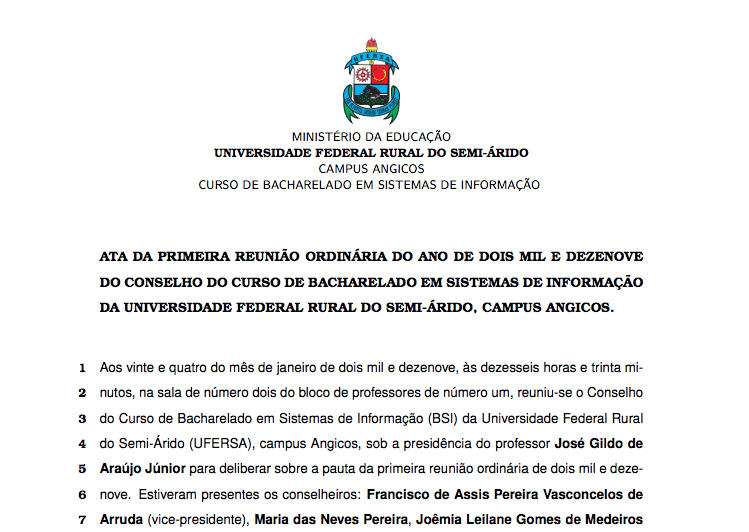 UFERSA
MINISTÉRIO DA EDUCAÇÃO
UNIVERSIDADE FEDERAL RURAL DO SEMI-ÁRIDO
CAMPUS ANGICOS
CURSO DE BACHARELADO EM SISTEMAS DE INFORMAÇÃO
ATA DA PRIMEIRA REUNIÃO ORDINÁRIA DO ANO DE DOIS MIL E DEZENOVE
DO CONSELHO DO CURSO DE BACHARELADO EM SISTEMAS DE INFORMAÇÃO
DA UNIVERSIDADE FEDERAL RURAL DO SEMI-ÁRIDO, CAMPUS ANGICOS.
1 Aos vinte e quatro do mês de janeiro de dois mil e dezenove, às dezesseis horas e trinta mi-
2 nutos, na sala de número dois do bloco de professores de número um, reuniu-se o Conselho
3 do Curso de Bacharelado em Sistemas de Informação (BSI) da Universidade Federal Rural
4 do Semi-Árido (UFERSA), campus Angicos, sob a presidência do professor José Gildo de
5 Araújo Júnior para deliberar sobre a pauta da primeira reunião ordinária de dois mil e deze-
6 nove. Estiveram presentes os conselheiros: Francisco de Assis Pereira Vasconcelos de
7 Arruda (vice-presidente), Maria das Neves Pereira, Joêmia Leilane Gomes de Medeiros